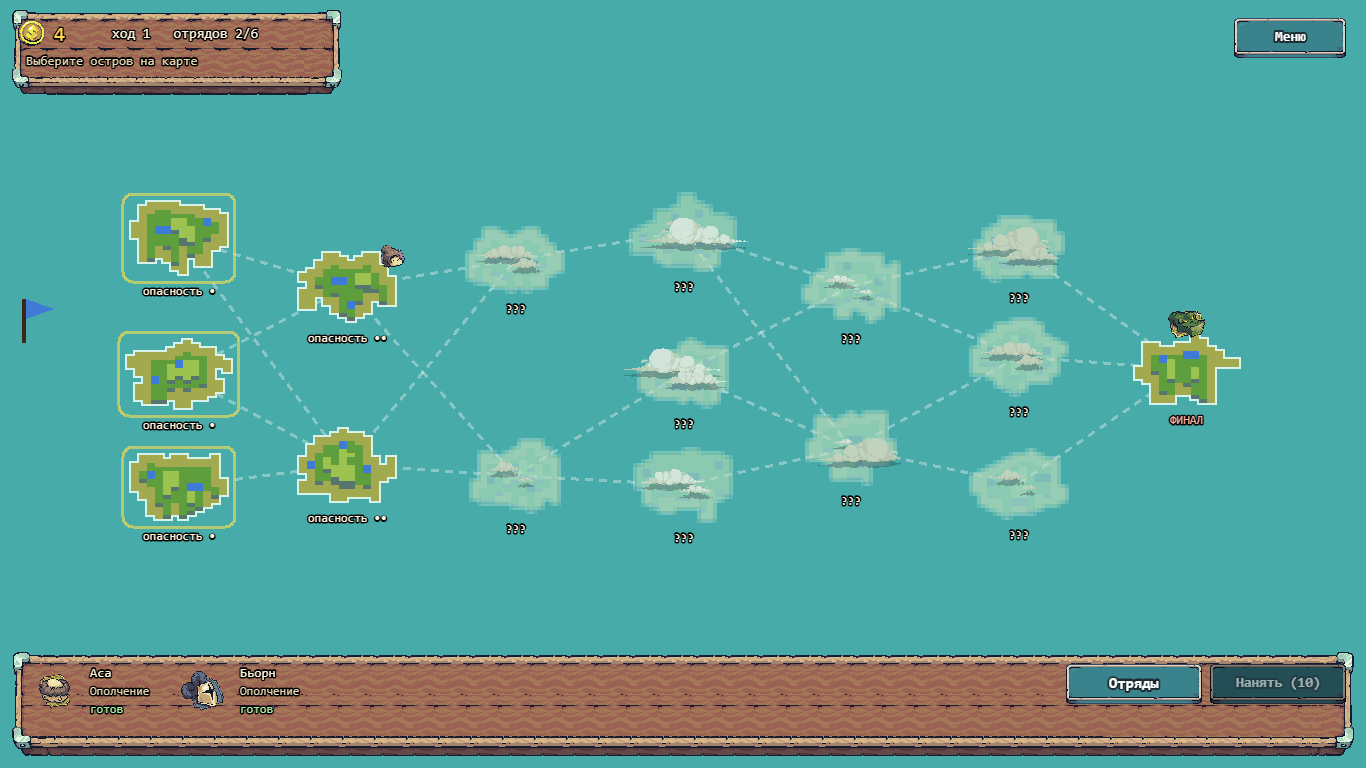 4 ход 1 отрядов 2/6
Выберите остров на карте
Меню
опасность •
опасность ••
???
???
???
???
ФИНАЛ
опасность •
???
???
опасность •
опасность ••
???
???
???
???
Аса
Ополчение
готов
Бьорн
Ополчение
готов
Отряды
Нанять (10)